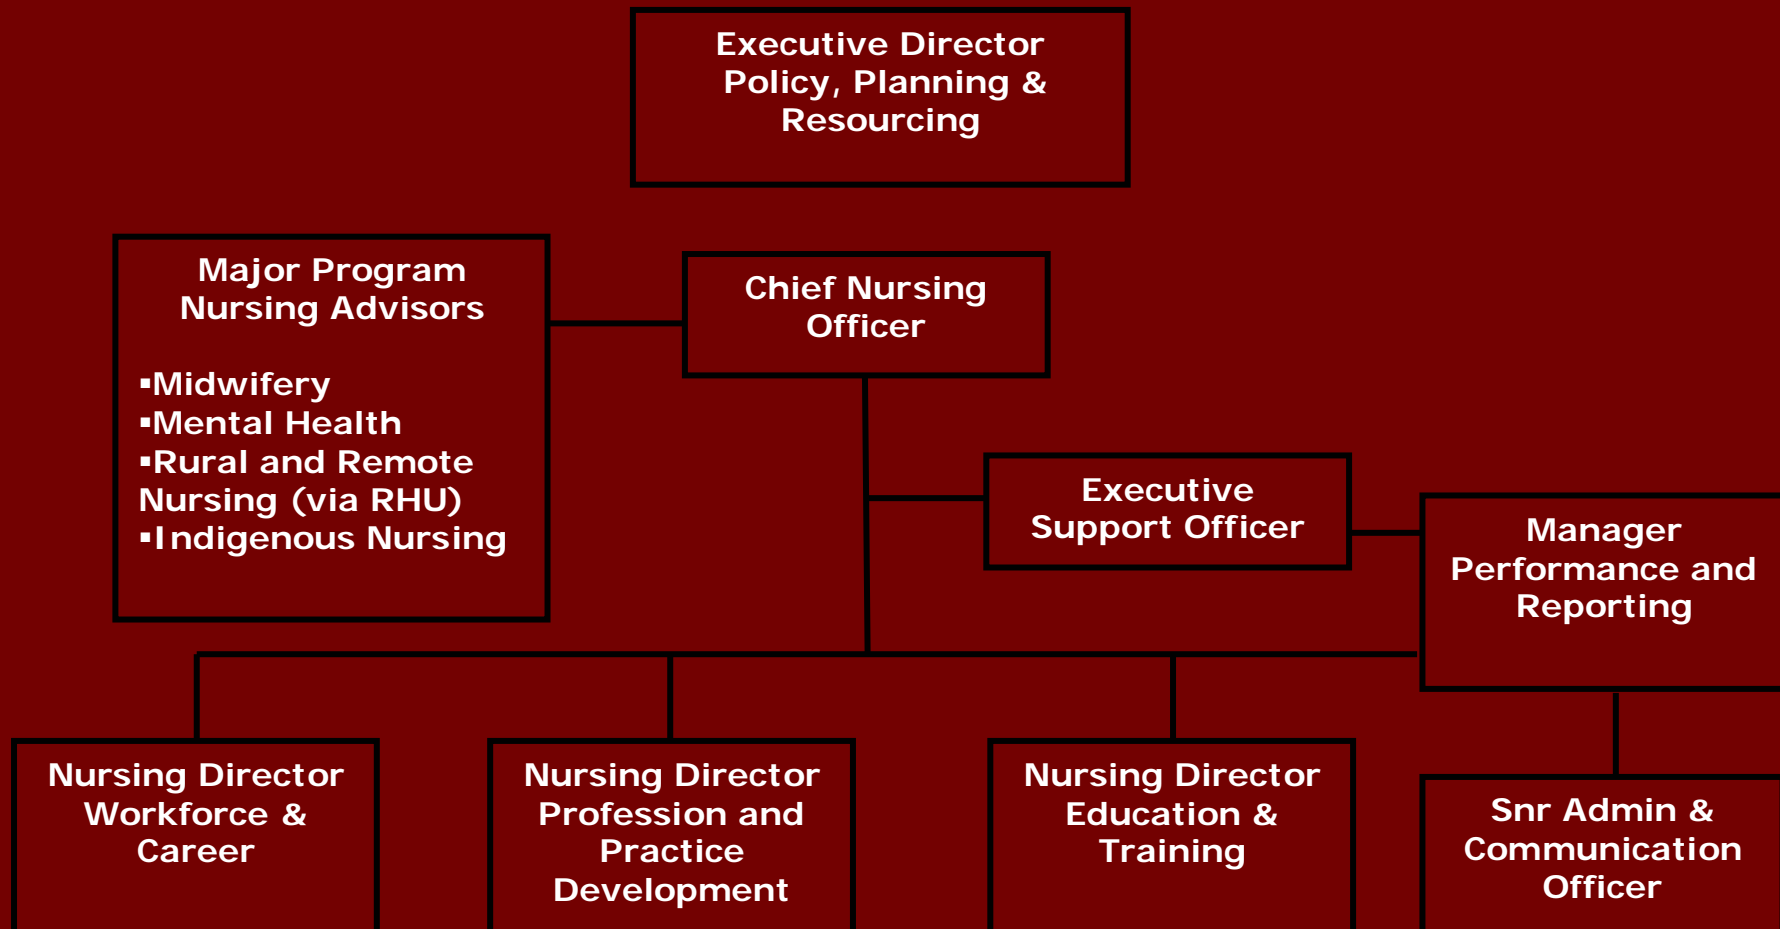 Executive Director
Policy, Planning &
Resourcing
Major Program
Nursing Advisors
▪Midwifery
▪Mental Health
▪Rural and Remote
Nursing (via RHU)
▪Indigenous Nursing
Chief Nursing
Officer
Executive
Support Officer
Manager
Performance and
Reporting
Nursing Director
Workforce &
Career
Nursing Director
Profession and
Practice
Development
Nursing Director
Education &
Training
Snr Admin &
Communication
Officer